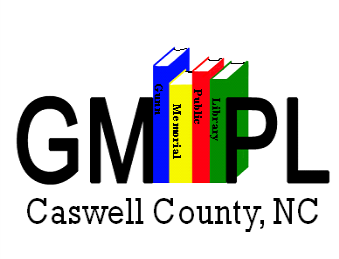 Gunn
Memorial
Public
Library
GM PL
Caswell County, NC